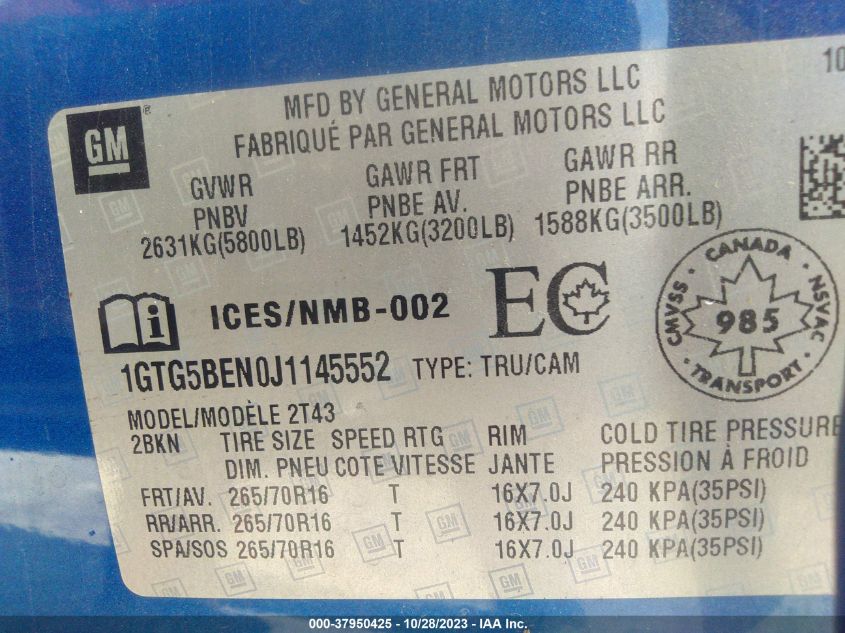 MFD BY GENERAL MOTORS LLC
FABRIQUÉ PAR GENERAL MOTORS LLC
10
GM
®
GVWR
PNBV
2631KG(5800LB)
GAWR FRT
PNBE AV.
1452KG(3200LB)
GAWR RR
PNBE ARR.
1588KG(3500LB)
i ICES/NMB-002
EC
CANADA
CMVSS
985
NSVAC
TRANSPORT
1GTG5BEN0J1145552 TYPE: TRU/CAM
MODEL/MODÈLE 2T43
2BKN TIRE SIZE SPEED RTG RIM COLD TIRE PRESSURE
DIM. PNEU COTE VITESSE JANTE PRESSION À FROID
FRT/AV. 265/70R16 T 16X7.0J 240 KPA(35PSI)
RR/ARR. 265/70R16 T 16X7.0J 240 KPA(35PSI)
SPA/SOS 265/70R16 T 16X7.0J 240 KPA(35PSI)
000-37950425 - 10/28/2023 - IAA Inc.